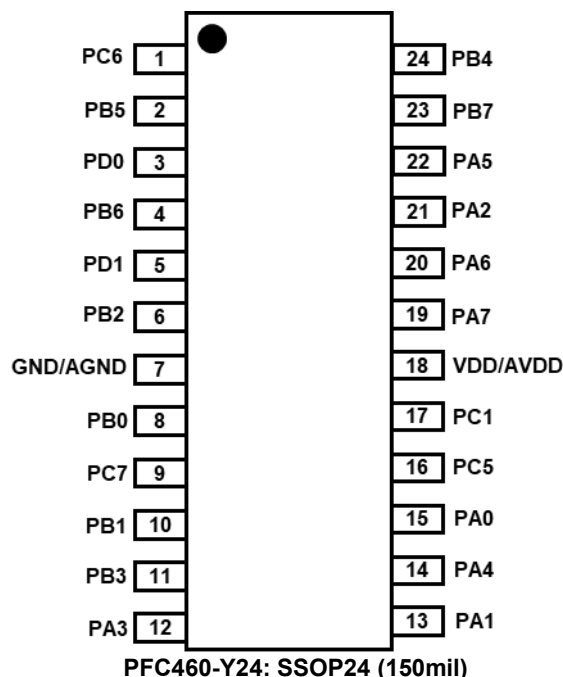 PC6 1 24 PB4
PB5 2 23 PB7
PD0 3 22 PA5
PB6 4 21 PA2
PD1 5 20 PA6
PB2 6 19 PA7
GND/AGND 7 18 VDD/AVDD
PB0 8 17 PC1
PC7 9 16 PC5
PB1 10 15 PA0
PB3 11 14 PA4
PA3 12 13 PA1
PFC460-Y24: SSOP24 (150mil)